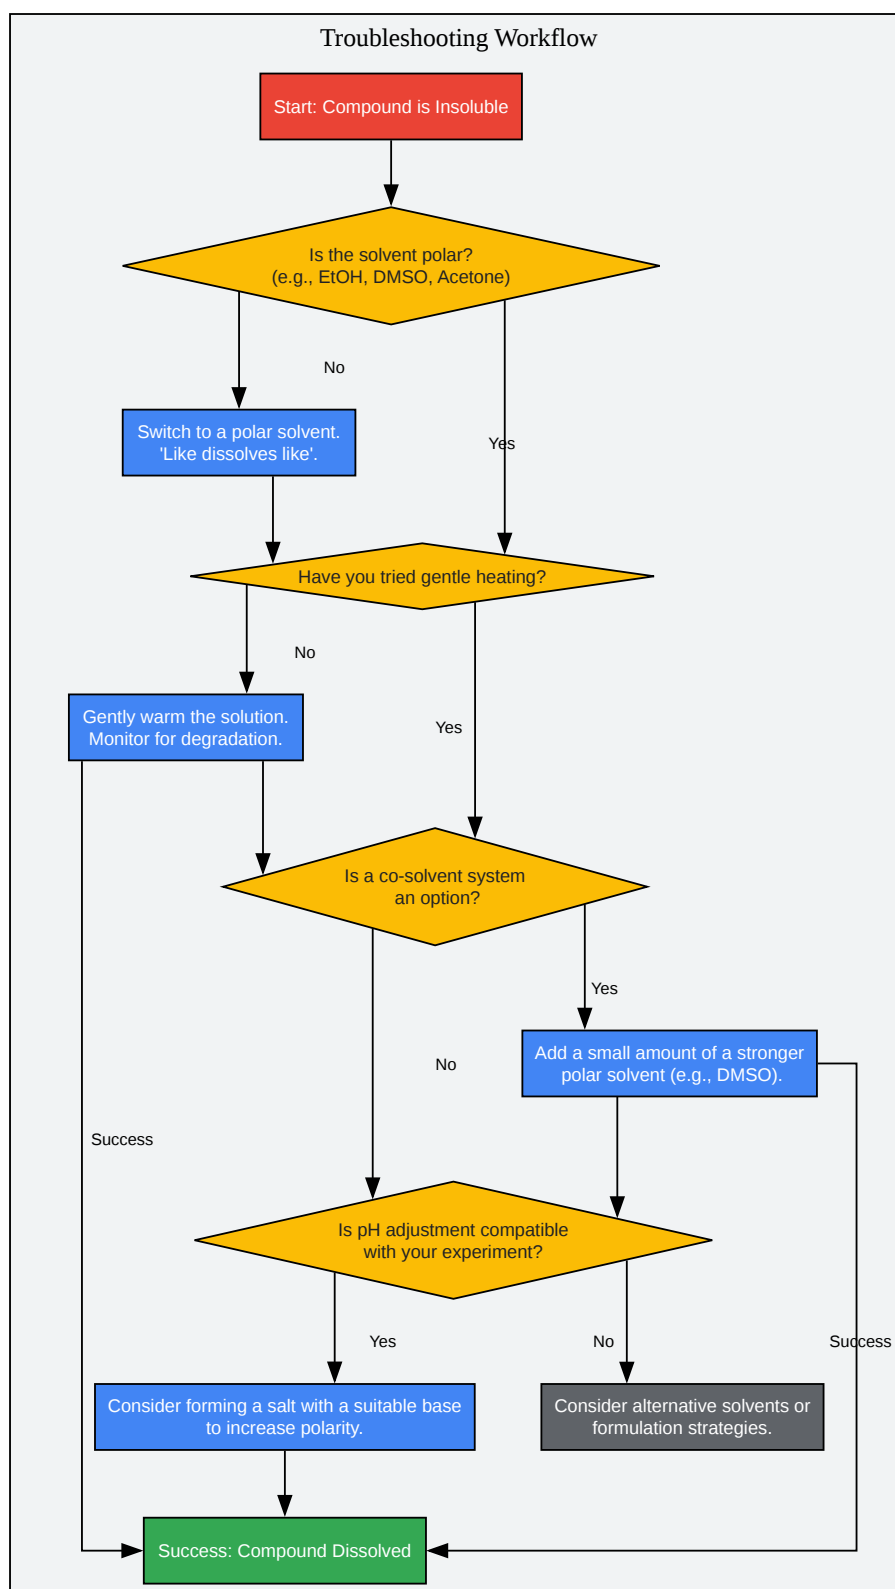 Troubleshooting Workflow
Start: Compound is Insoluble
Is the solvent polar?
(e.g., EtOH, DMSO, Acetone)
No
Switch to a polar solvent.
'Like dissolves like'.
Yes
Have you tried gentle heating?
No
Gently warm the solution.
Monitor for degradation.
Yes
Is a co-solvent system
an option?
Yes
Add a small amount of a stronger
polar solvent (e.g., DMSO).
No
Success
Is pH adjustment compatible
with your experiment?
Yes
No
Success
Consider forming a salt with a suitable base
to increase polarity.
Consider alternative solvents or
formulation strategies.
Success: Compound Dissolved